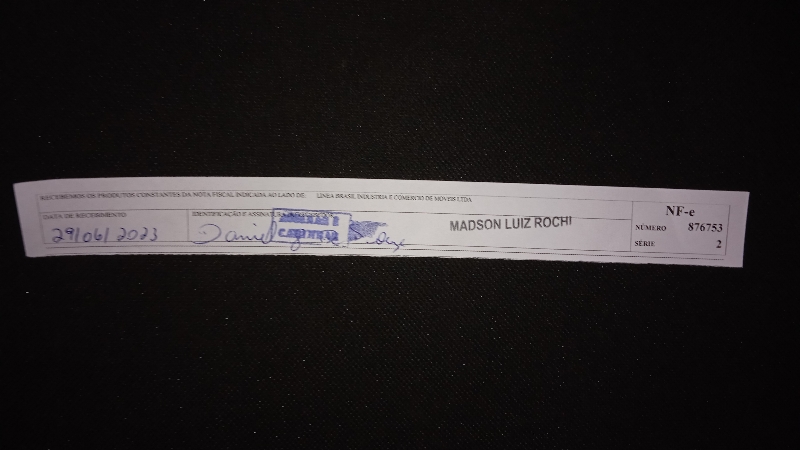 RECEBEMOS OS PRODUTOS CONSTANTES DA NOTA FISCAL INDICADA AO LADO DE LINEA BRASIL INDUSTRIA E COMERCIO DE MOVEIS LTDA
NF-e
DATA DE RECEBIMENTO
IDENTIFICAÇÃO E ASSINATURA
MADSON LUIZ ROCHI
NÚMERO 876753
29/06/2023
Daniel
SÉRIE 2